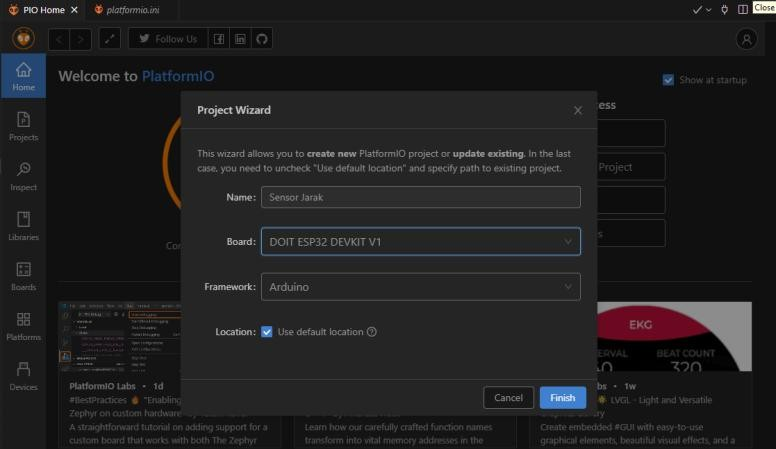 PIO Home
platformio.ini
Close
Follow Us
Home
Projects
Inspect
Libraries
Boards
Platforms
Devices
Welcome to PlatformIO
Show at startup
Project Wizard
This wizard allows you to create new PlatformIO project or update existing. In the last
case, you need to uncheck "Use default location" and specify path to existing project.
Name: Sensor Jarak
Board: DOIT ESP32 DEVKIT V1
Framework: Arduino
Location: Use default location
Cancel
Finish
Project
EKG
BEAT COUNT
320
PlatformIO Labs • 1d
#BestPractices "Enabling
Zephyr on custom hardware
A straightforward tutorial on adding support for a
custom board that works with both The Zephyr
Learn how our carefully crafted function names
transform into vital memory addresses in the
1w
LVGL - Light and Versatile
Create embedded #GUI with easy-to-use
graphical elements, beautiful visual effects, and a